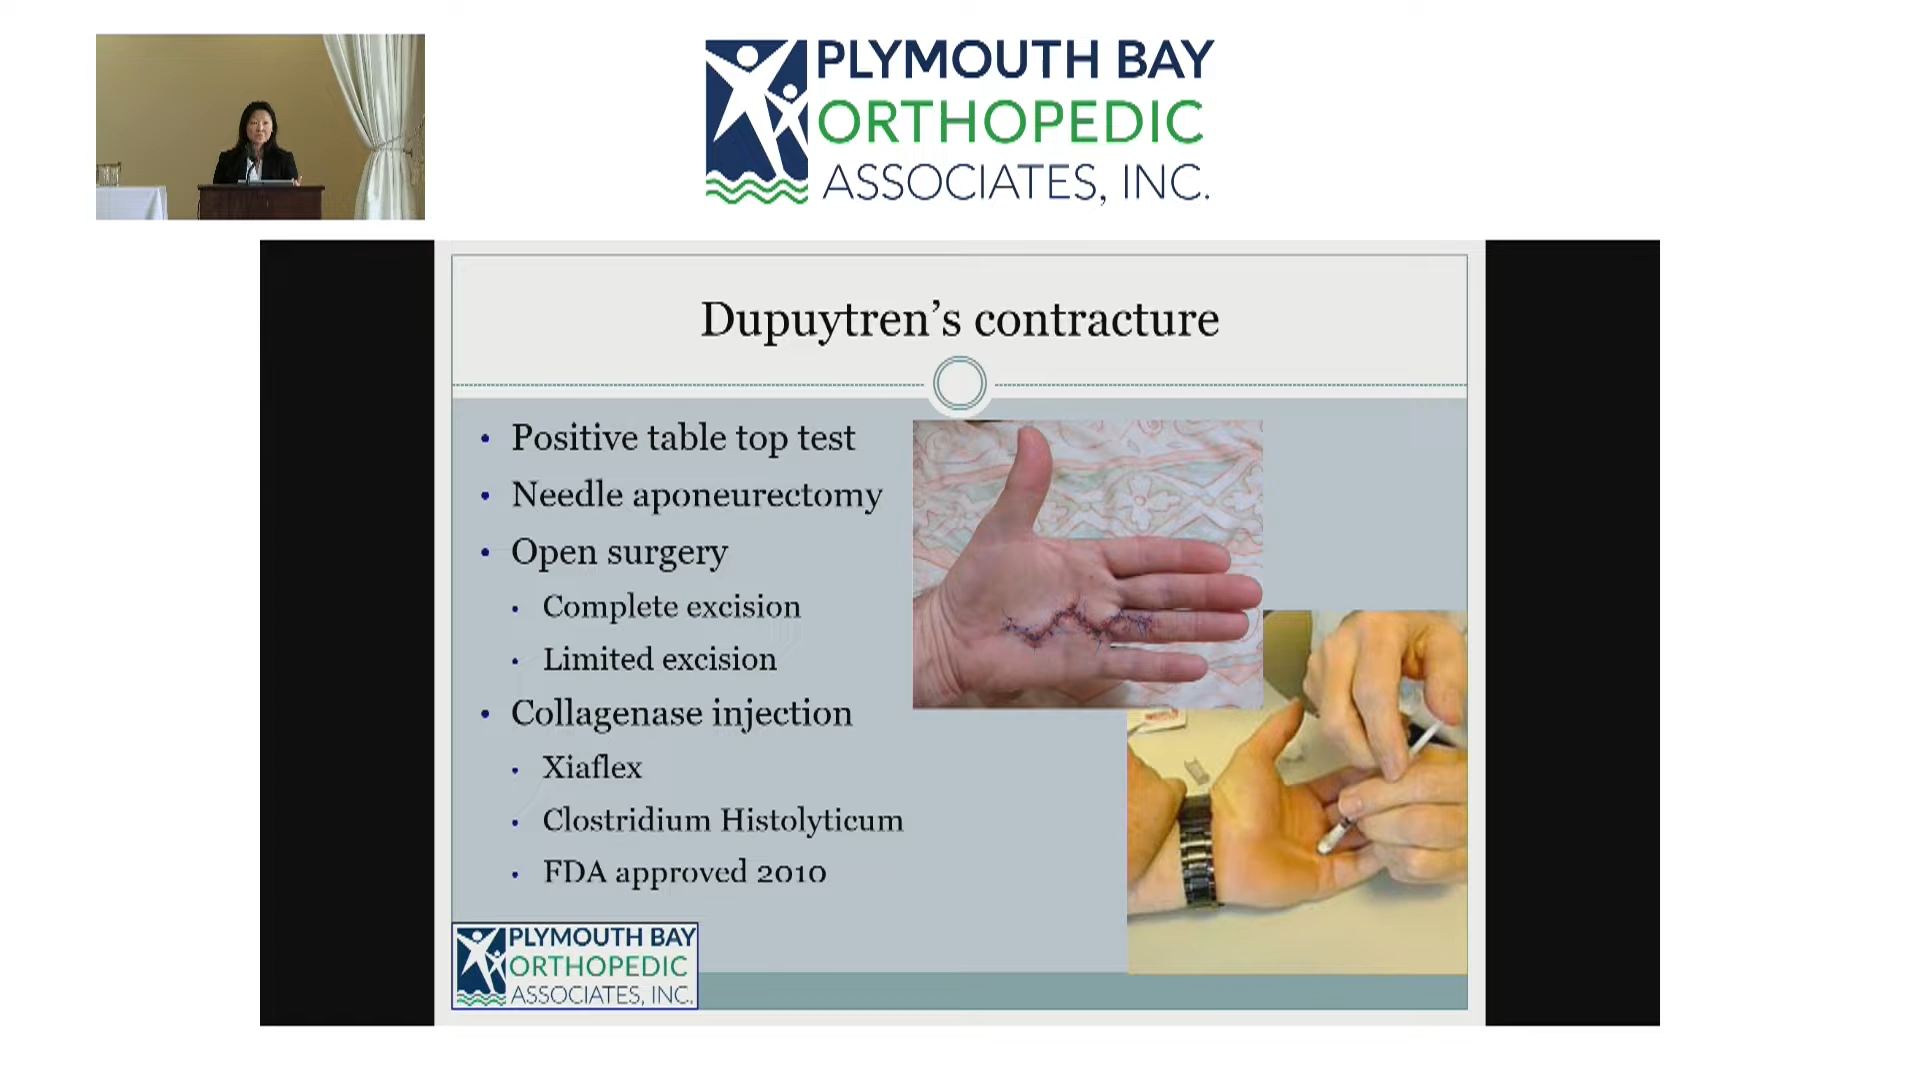 PLYMOUTH BAY
ORTHOPEDIC
ASSOCIATES, INC.
Dupuytren’s contracture
• Positive table top test
• Needle aponeurectomy
• Open surgery
• Complete excision
• Limited excision
• Collagenase injection
• Xiaflex
• Clostridium Histolyticum
• FDA approved 2010
PLYMOUTH BAY
ORTHOPEDIC
ASSOCIATES, INC.